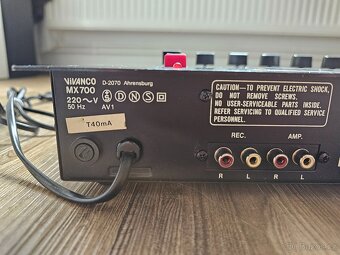 VIVANCO
D-2070 Ahrensburg
MX700
220~V
50 Hz
AV1
D N S
T40mA
CAUTION—TO PREVENT ELECTRIC SHOCK,
DO NOT REMOVE SCREWS.
NO USER-SERVICEABLE PARTS INSIDE.
REFER SERVICING TO QUALIFIED SERVICE
PERSONNEL.
REC. AMP.
R L R L